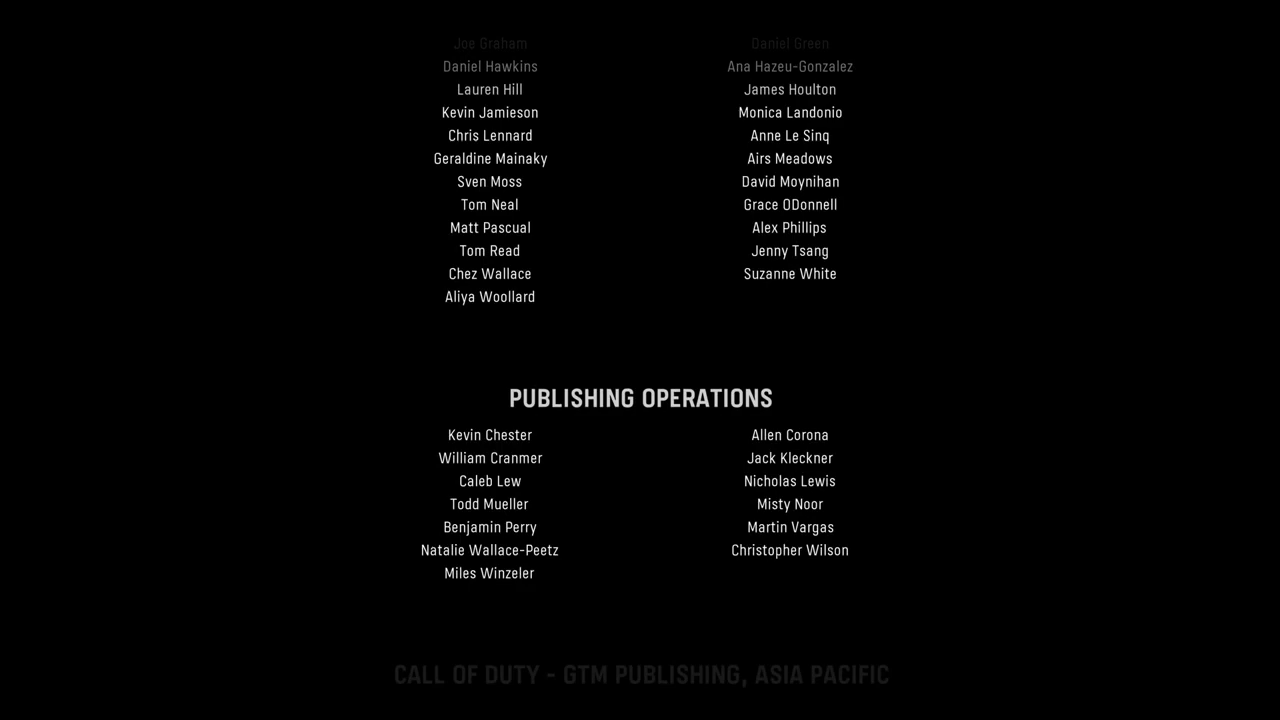 Joe Graham Daniel Green
Daniel Hawkins Ana Hazeu-Gonzalez
Lauren Hill James Houlton
Kevin Jamieson Monica Landonio
Chris Lennard Anne Le Sinq
Geraldine Mainaky Airs Meadows
Sven Moss David Moynihan
Tom Neal Grace ODonnell
Matt Pascual Alex Phillips
Tom Read Jenny Tsang
Chez Wallace Suzanne White
Aliya Woollard
PUBLISHING OPERATIONS
Kevin Chester Allen Corona
William Cranmer Jack Kleckner
Caleb Lew Nicholas Lewis
Todd Mueller Misty Noor
Benjamin Perry Martin Vargas
Natalie Wallace-Peetz Christopher Wilson
Miles Winzeler
CALL OF DUTY - GTM PUBLISHING, ASIA PACIFIC